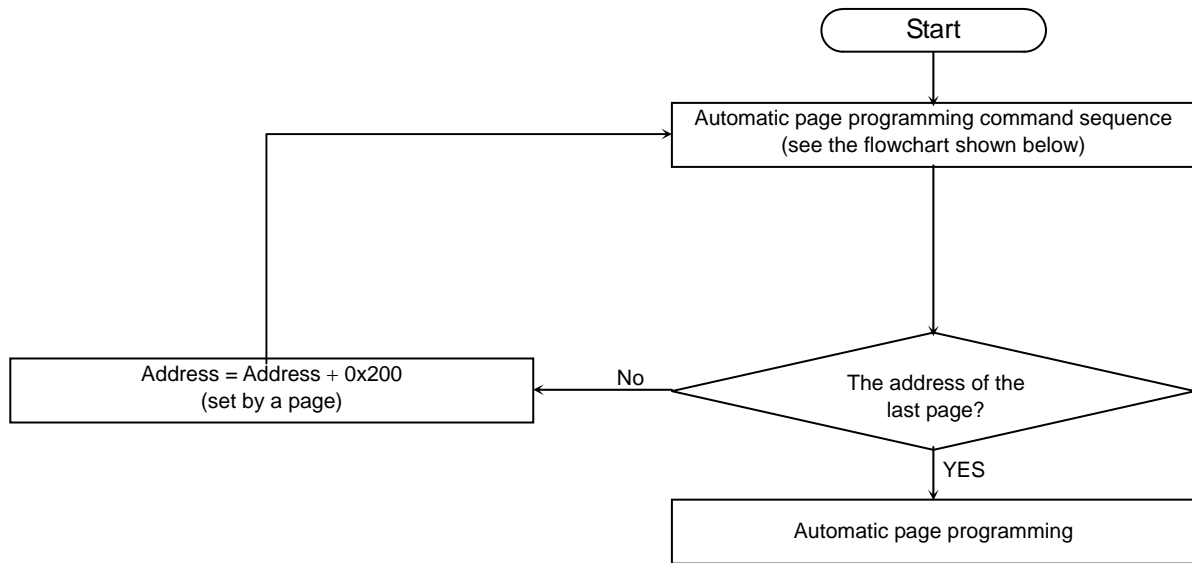 Start
Automatic page programming command sequence
(see the flowchart shown below)
Address = Address + 0x200
(set by a page)
No
The address of the
last page?
YES
Automatic page programming